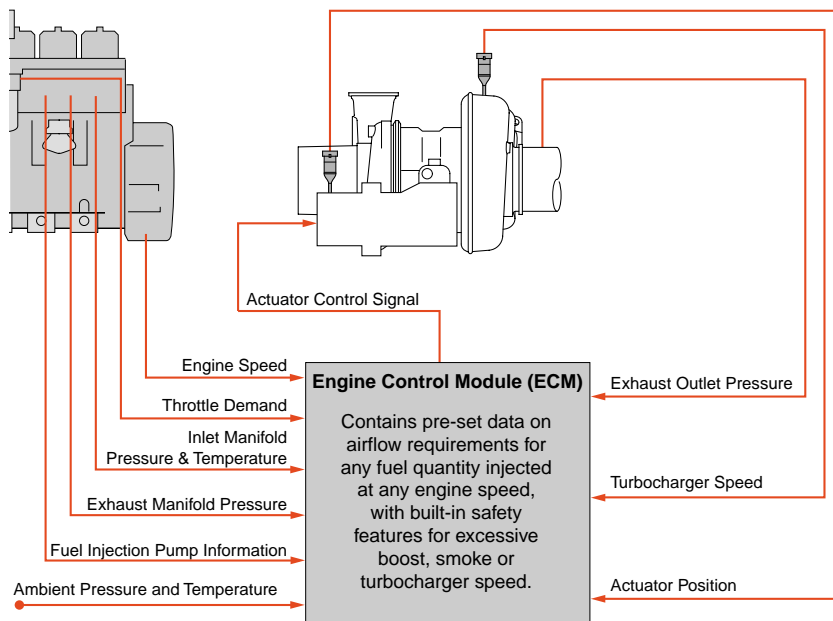 Actuator Control Signal
Engine Speed
Throttle Demand
Inlet Manifold
Pressure & Temperature
Exhaust Manifold Pressure
Fuel Injection Pump Information
Ambient Pressure and Temperature
Engine Control Module (ECM)
Contains pre-set data on
airflow requirements for
any fuel quantity injected
at any engine speed,
with built-in safety
features for excessive
boost, smoke or
turbocharger speed.
Exhaust Outlet Pressure
Turbocharger Speed
Actuator Position